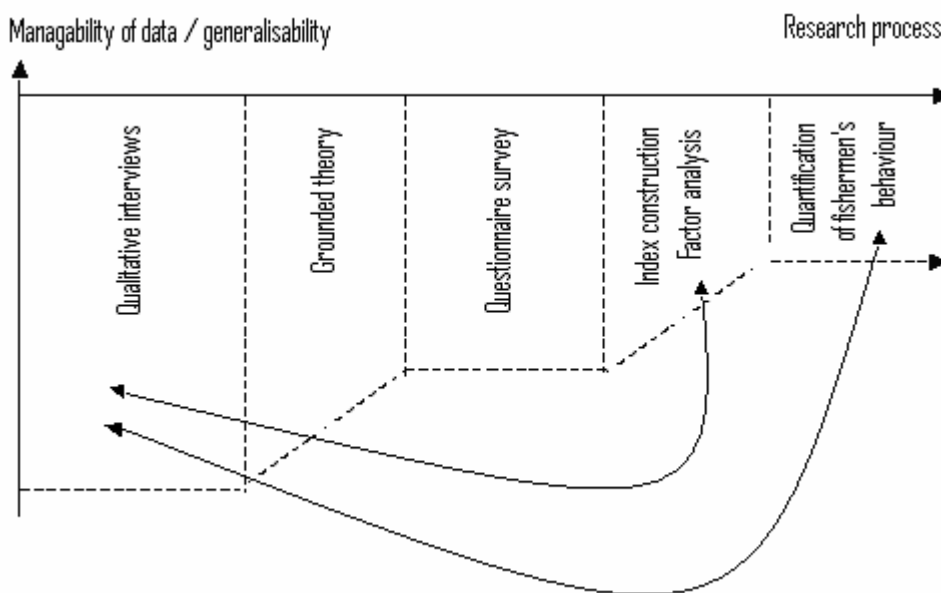 Managability of data / generalisability
Research process
Qualitative interviews
Grounded theory
Questionnaire survey
Index construction
Factor analysis
Quantification
of fishermen's
behaviour